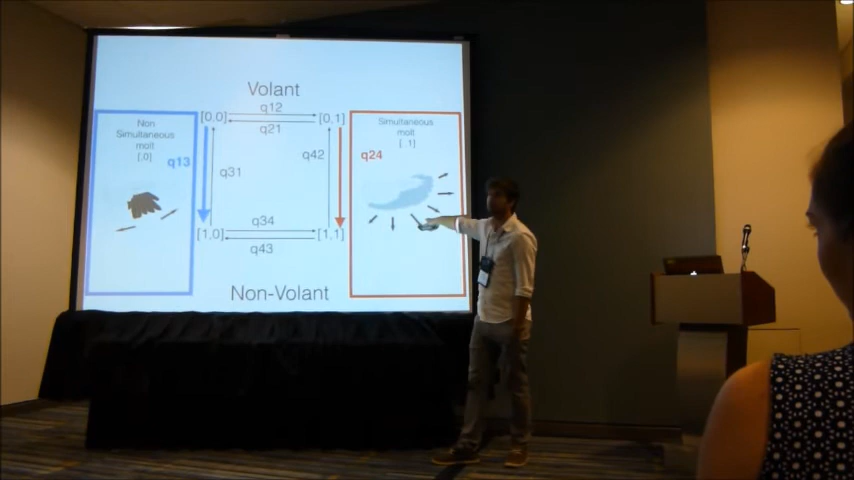 Volant
q12
[0,0]
[0,1]
q21
Non
Simultaneous
molt
[,0]
Simultaneous
molt
[ 1]
q13
q31
q42
q24
q34
[1,0]
[1,1]
q43
Non-Volant